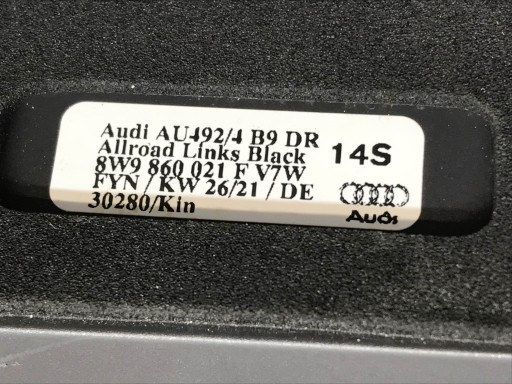 Audi AU492/4 B9 DR
Allroad Links Black
8W9 860 021 F V7W
FYN / KW 26/21 / DE
30280/Kin
14S
Audi